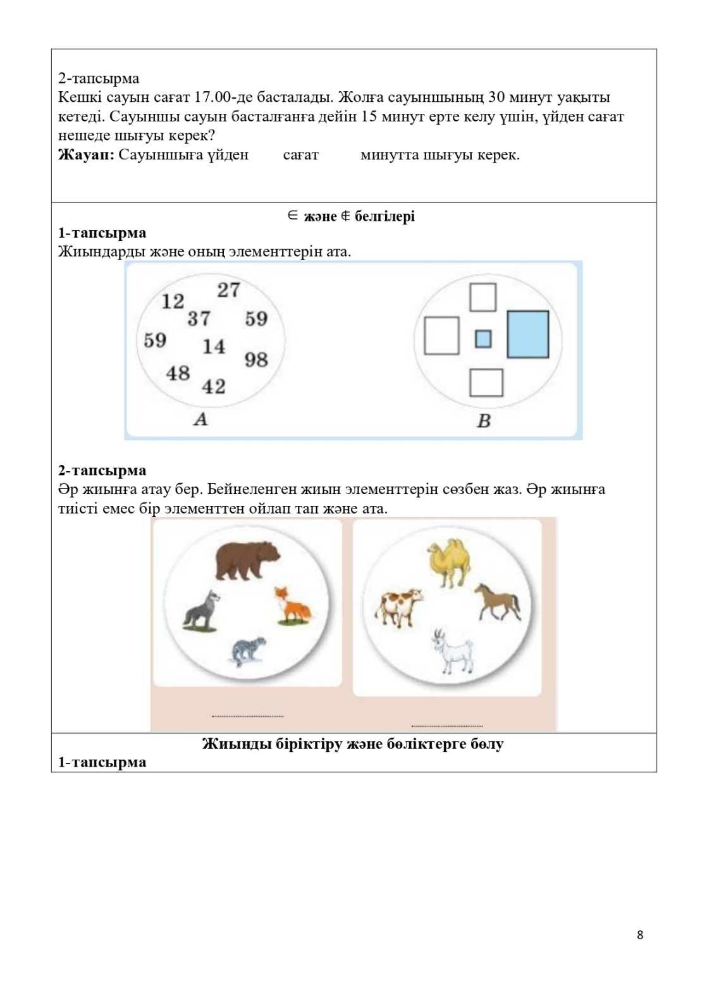 2-тапсырма
Кешкі сауын сағат 17.00-де басталады. Жолға сауыншының 30 минут уақыты
кетеді. Сауыншы сауын басталғанға дейін 15 минут ерте келу үшін, үйден сағат
нешеде шығуы керек?
Жауап: Сауыншыға үйден сағат минутта шығуы керек.
∈ және ∉ белгілері
1-тапсырма
Жиындарды және оның элементтерін ата.
27
12
37
59
59
14
98
48
42
A
B
2-тапсырма
Әр жиынға атау бер. Бейнеленген жиын элементтерін сөзбен жаз. Әр жиынға
тиісті емес бір элементтен ойлап тап және ата.
Жиынды біріктіру және бөліктерге бөлу
1-тапсырма
8